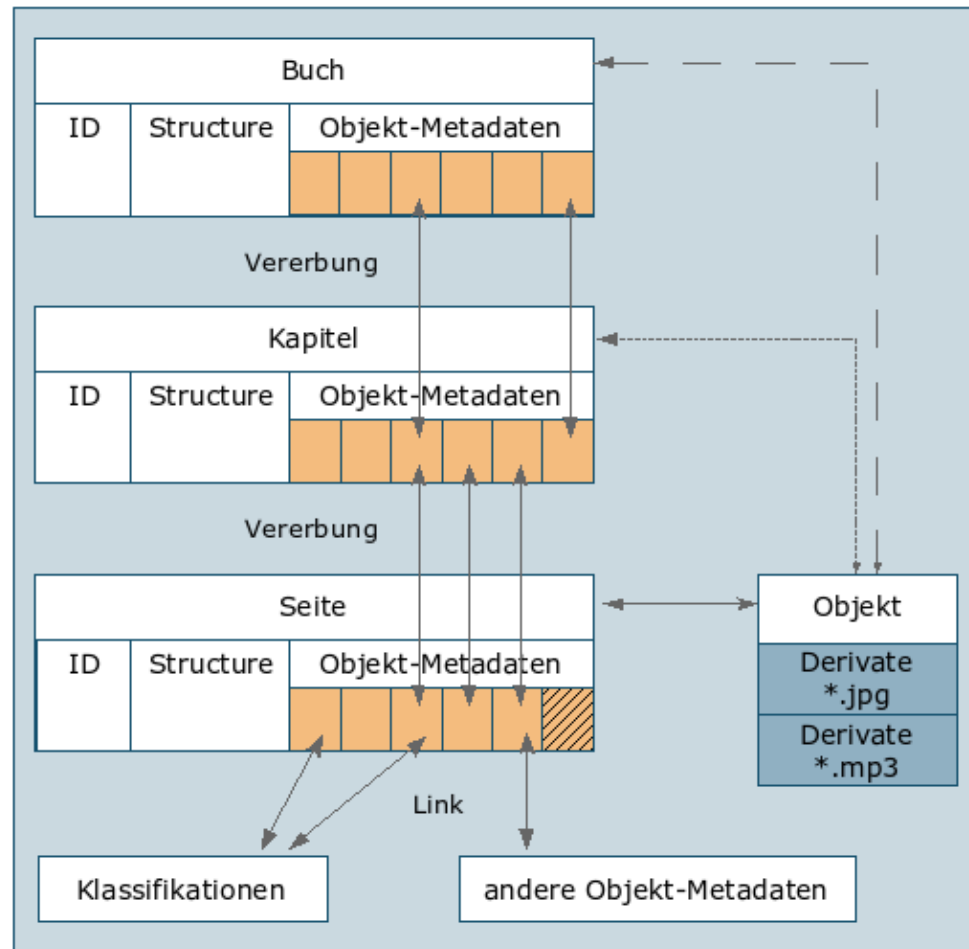 Buch
ID Structure Objekt-Metadaten
Vererbung
Kapitel
ID Structure Objekt-Metadaten
Vererbung
Seite
ID Structure Objekt-Metadaten
Objekt
Derivate
*.jpg
Derivate
*.mp3
Link
Klassifikationen
andere Objekt-Metadaten